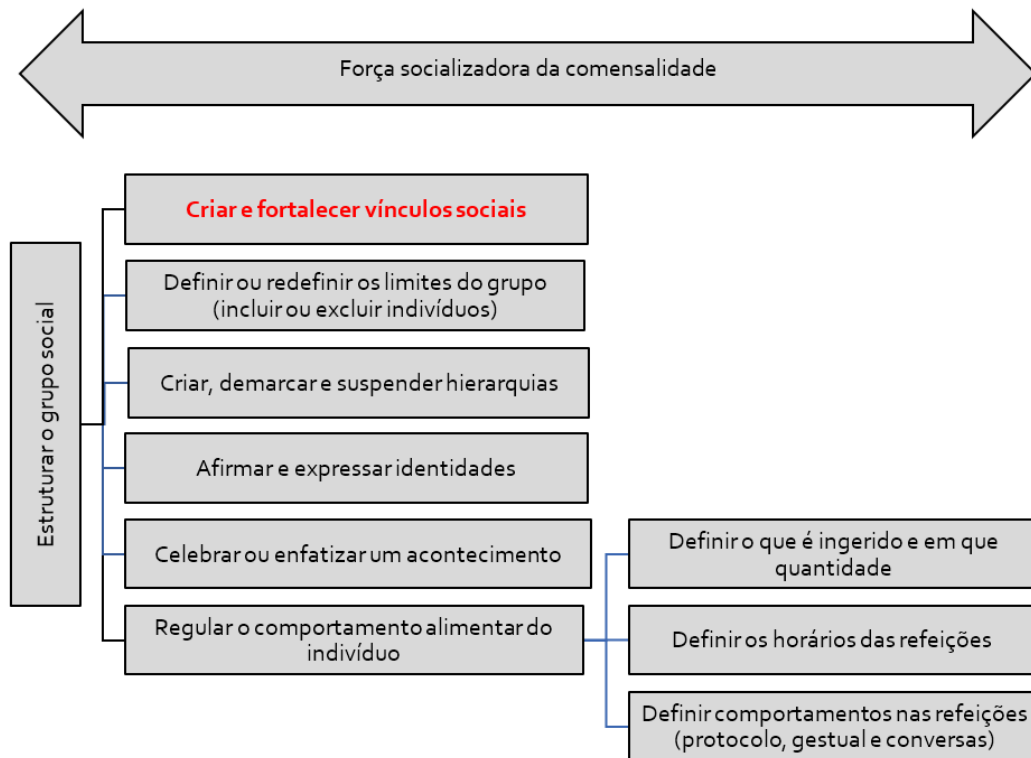 Força socializadora da comensalidade
Estruturar o grupo social
Criar e fortalecer vínculos sociais
Definir ou redefinir os limites do grupo
(incluir ou excluir indivíduos)
Criar, demarcar e suspender hierarquias
Afirmar e expressar identidades
Celebrar ou enfatizar um acontecimento
Regular o comportamento alimentar do
indivíduo
Definir o que é ingerido e em que
quantidade
Definir os horários das refeições
Definir comportamentos nas refeições
(protocolo, gestual e conversas)